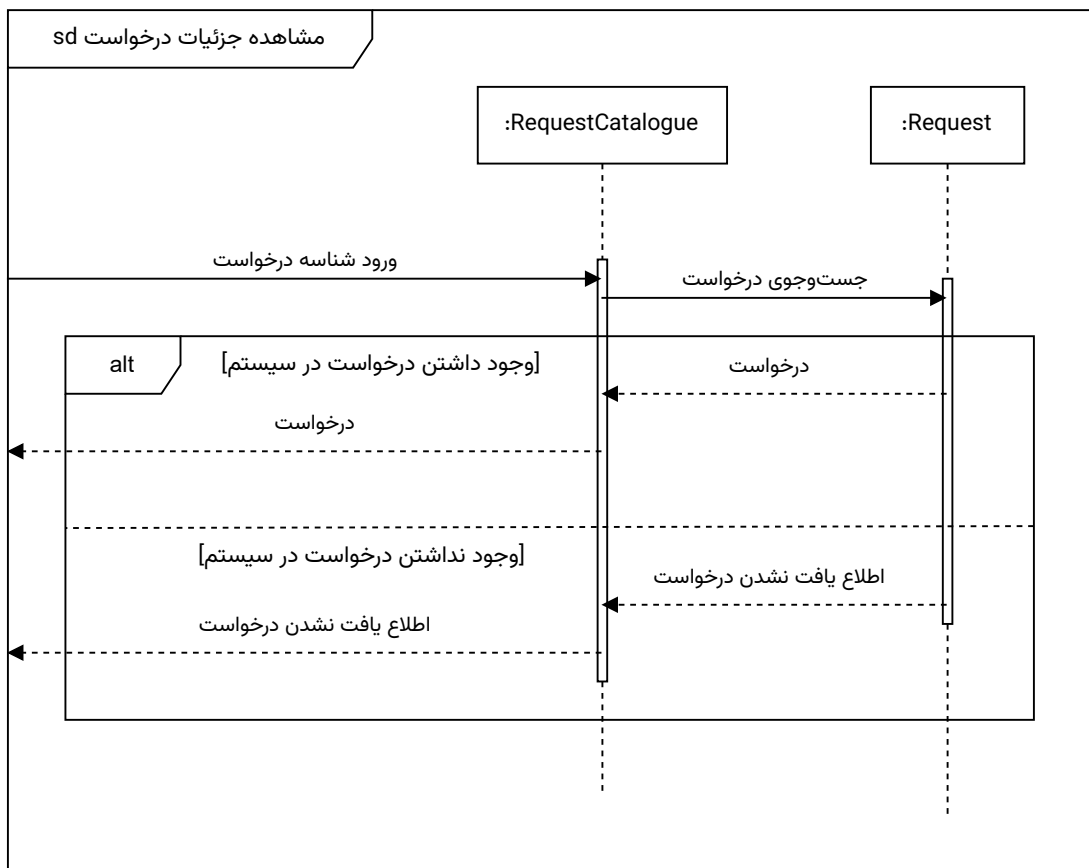 sd مشاهده جزئیات درخواست
:RequestCatalogue
:Request
ورود شناسه درخواست
جست‌وجوی درخواست
alt
[وجود داشتن درخواست در سیستم]
درخواست
درخواست
[وجود نداشتن درخواست در سیستم]
اطلاع یافت نشدن درخواست
اطلاع یافت نشدن درخواست